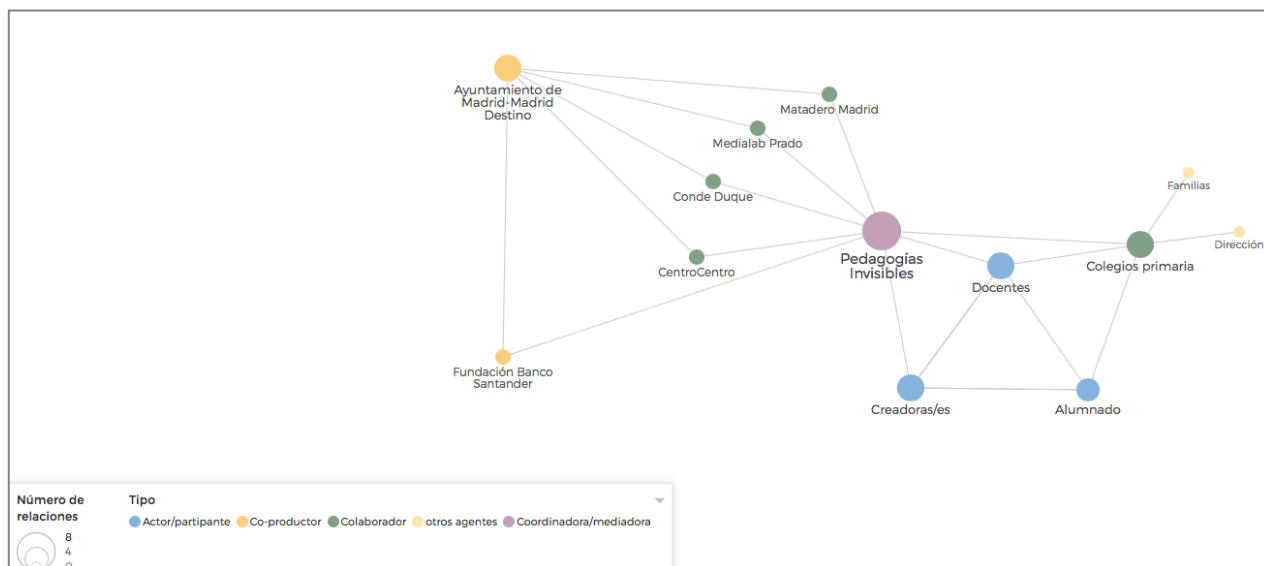 Ayuntamiento de
Madrid-Madrid
Destino
Matadero Madrid
Medialab Prado
Familias
Conde Duque
Dirección
Pedagogías
Invisibles
CentroCentro
Colegios primaria
Docentes
Fundación Banco
Santander
Creadoras/es
Alumnado
Número de
relaciones
8
4
0
Tipo
Actor/partipante
Co-productor
Colaborador
otros agentes
Coordinadora/mediadora